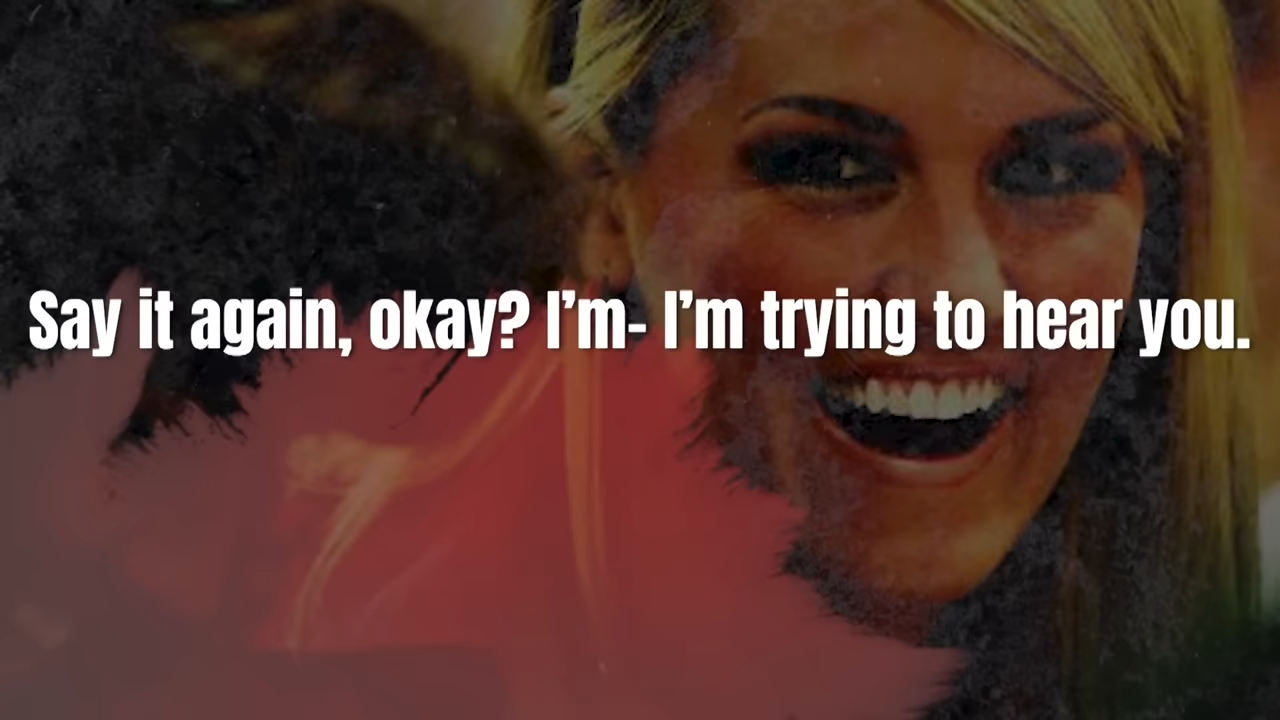 Say it again, okay? I’m- I’m trying to hear you.